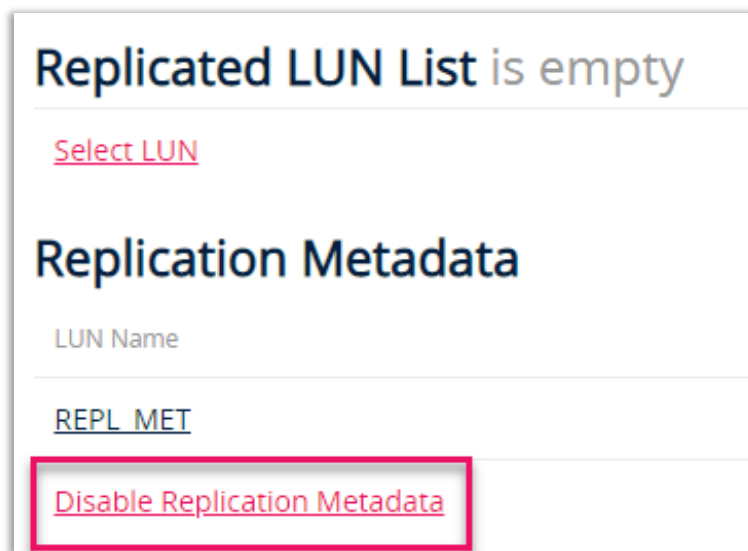 Replicated LUN List is empty
Select LUN
Replication Metadata
LUN Name
REPL_MET
Disable Replication Metadata